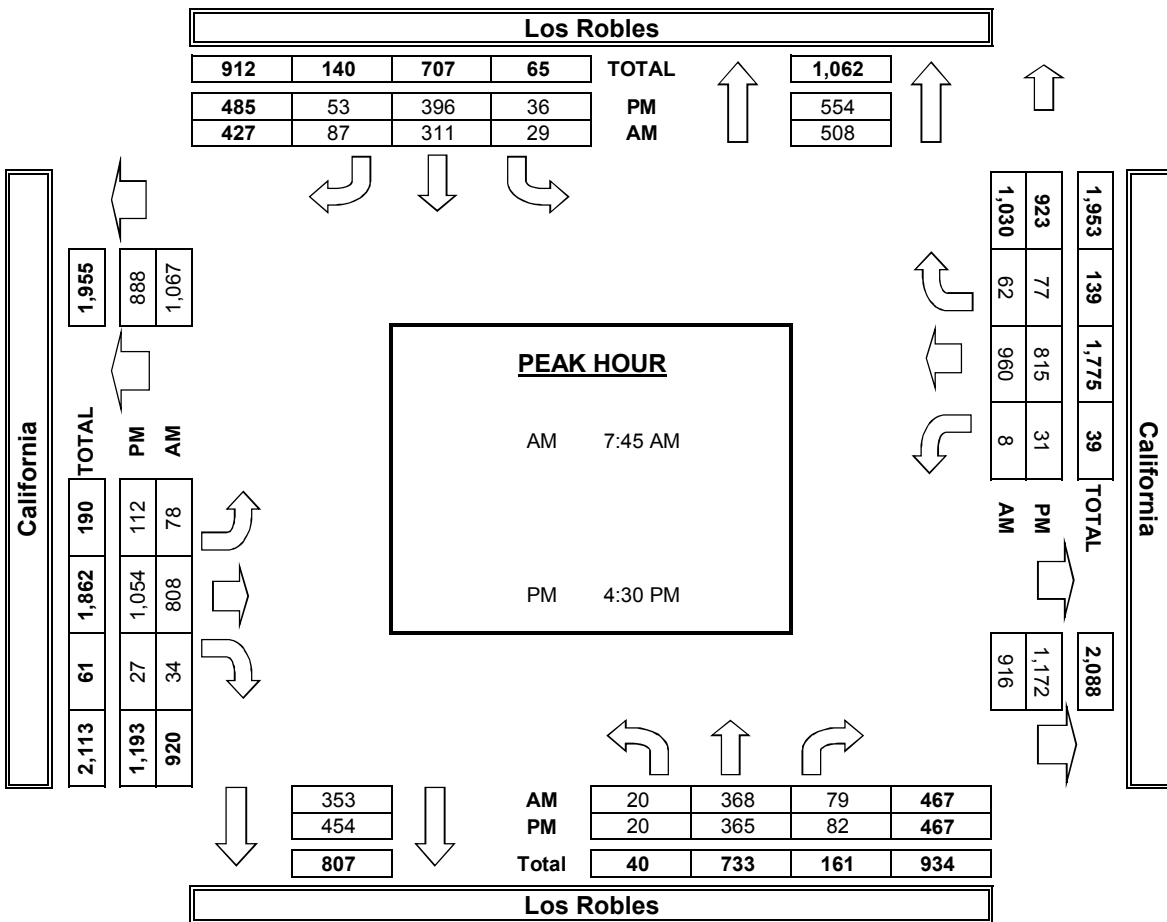 Los Robles
912 140 707 65 TOTAL 1,062
485 53 396 36 PM 554
427 87 311 29 AM 508
California
1,955
888
1,067
TOTAL 190 1,862 61 2,113
PM 112 1,054 27 1,193
AM 78 808 34 920
PEAK HOUR
AM 7:45 AM
PM 4:30 PM
1,953 139 1,775 39 TOTAL
923 77 815 31 PM
1,030 62 960 8 AM
2,088
1,172
916
California
353 AM 20 368 79 467
454 PM 20 365 82 467
807 Total 40 733 161 934
Los Robles